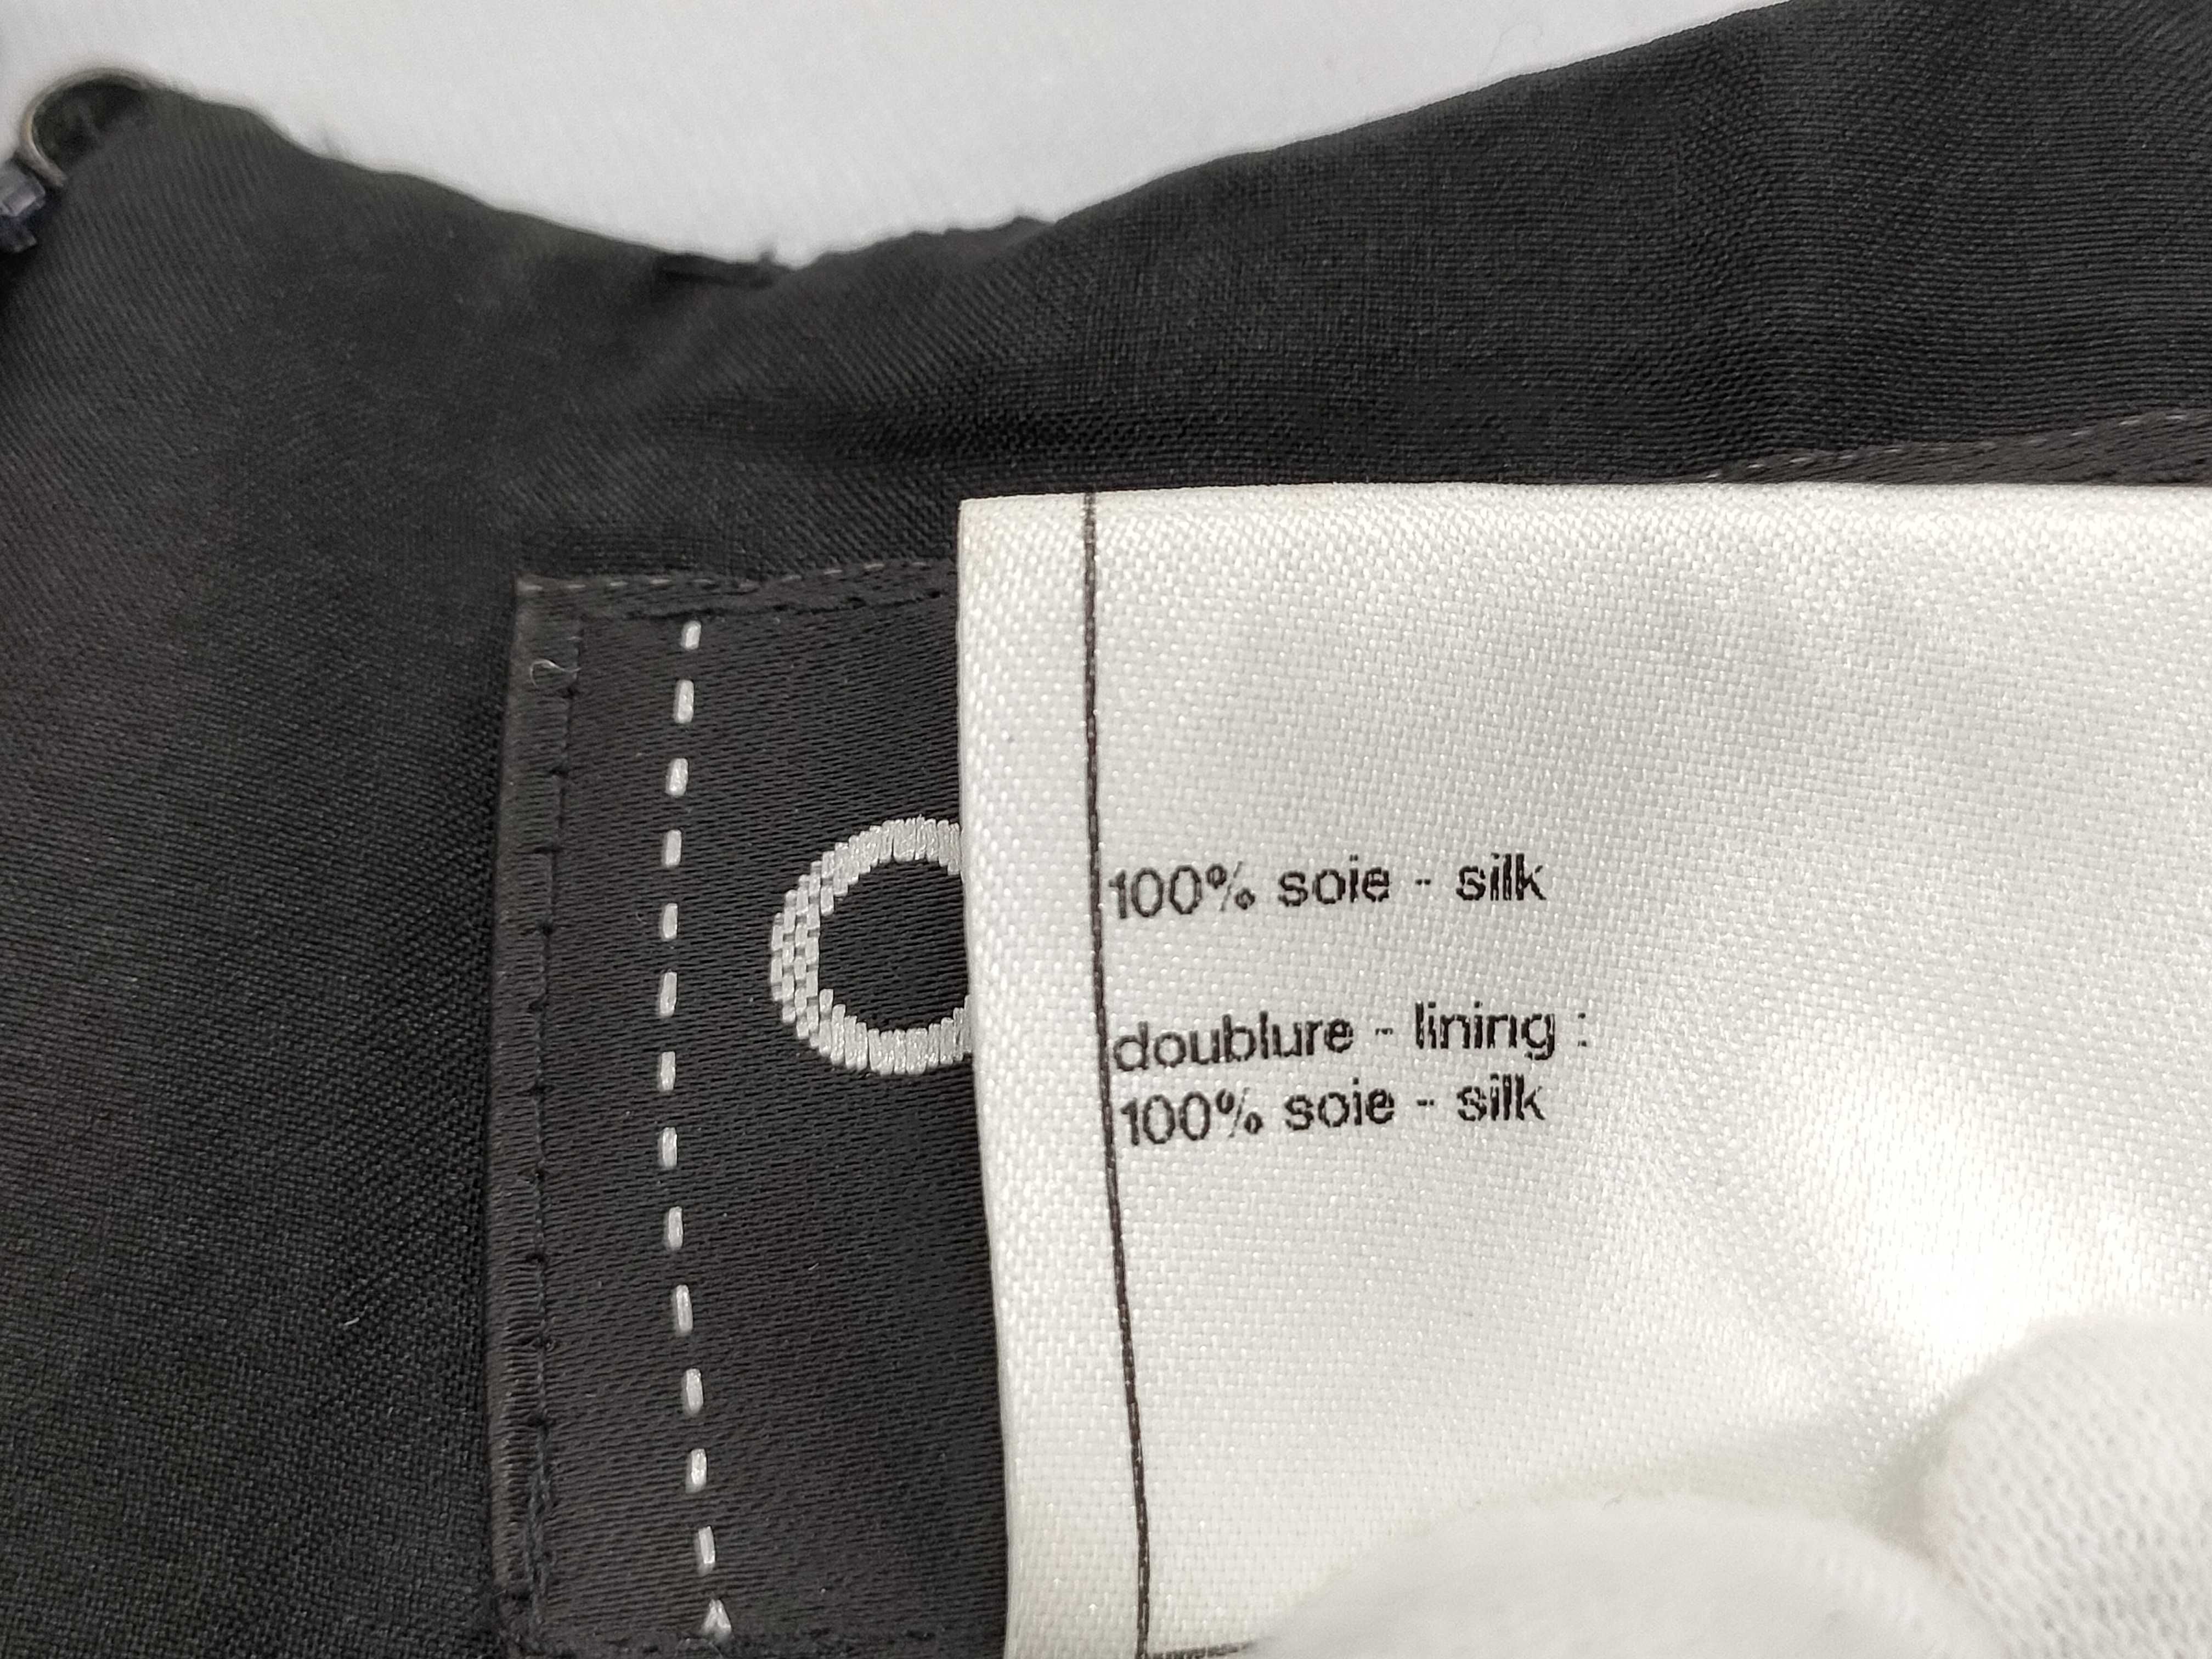 100% soie - silk
doublure - lining :
100% soie - silk